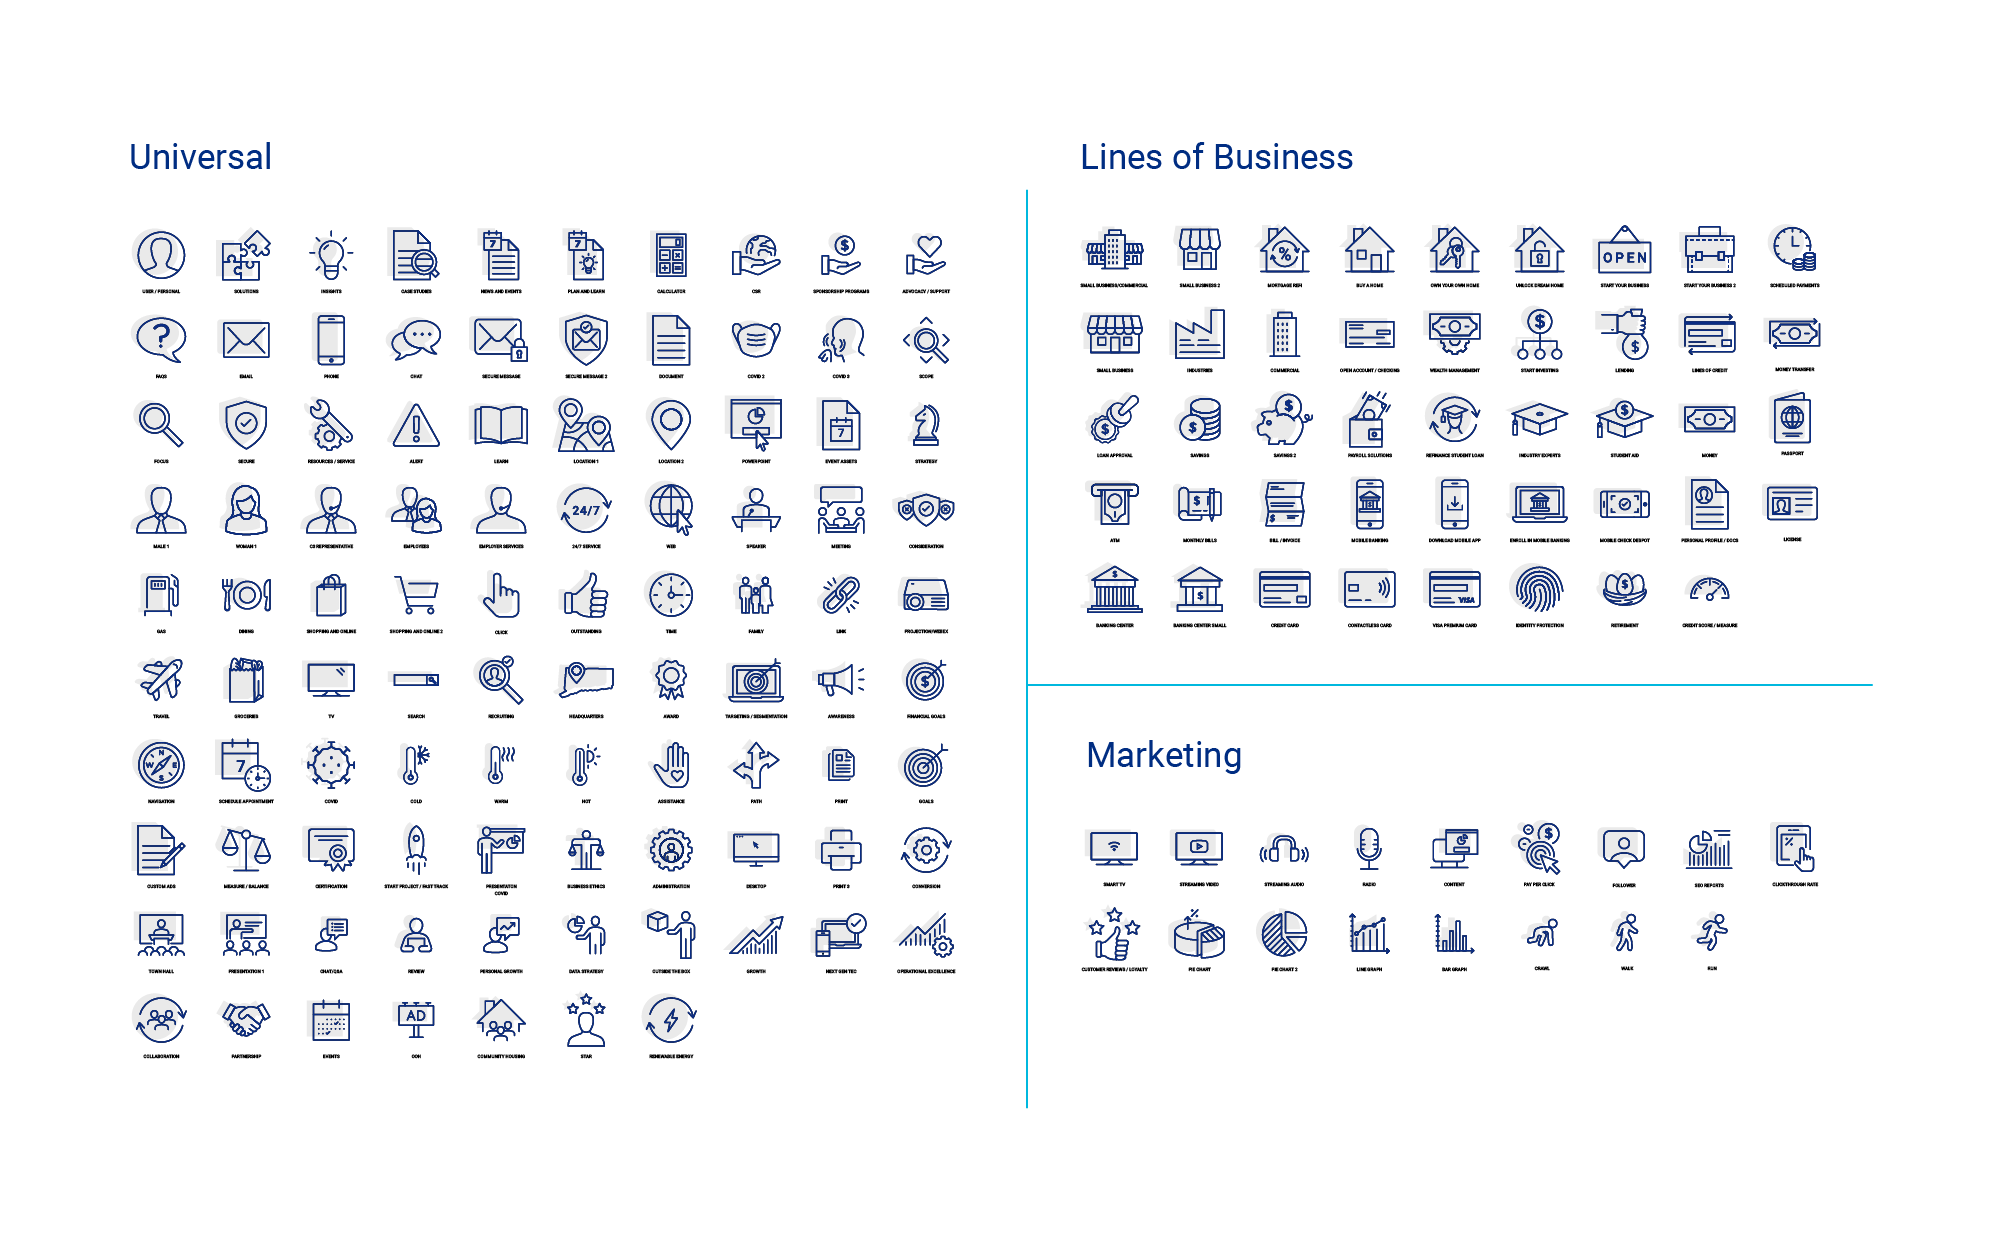 Universal
USER / PERSONAL
SOLUTIONS
INSIGHTS
CASE STUDIES
NEWS AND EVENTS
7
PLAN AND LEARN
7
CALCULATOR
CSR
SPONSORSHIP PROGRAMS
$
ADVOCACY / SUPPORT
?
FAQS
EMAIL
PHONE
CHAT
SECURE MESSAGE
SECURE MESSAGE 2
DOCUMENT
COVID 2
COVID 3
SCOPE
FOCUS
SECURE
RESOURCES / SERVICE
ALERT
LEARN
LOCATION 1
LOCATION 2
POWERPOINT
7
EVENT ASSETS
STRATEGY
MALE 1
WOMAN 1
CS REPRESENTATIVE
EMPLOYEES
EMPLOYER SERVICES
24/7
24/7 SERVICE
WEB
SPEAKER
MEETING
CONSIDERATION
GAS
DINING
SHOPPING AND ONLINE
SHOPPING AND ONLINE 2
CLICK
OUTSTANDING
TIME
FAMILY
LINK
PROJECTION/WEBEX
TRAVEL
GROCERIES
TV
SEARCH
RECRUITING
HEADQUARTERS
AWARD
TARGETING / SEGMENTATION
AWARENESS
$
FINANCIAL GOALS
N
W E
S
NAVIGATION
7
SCHEDULE APPOINTMENT
COVID
COLD
WARM
HOT
ASSISTANCE
PATH
PRINT
GOALS
CUSTOM ADS
MEASURE / BALANCE
CERTIFICATION
START PROJECT / FAST TRACK
PRESENTATON
COVID
BUSINESS ETHICS
ADMINISTRATION
DESKTOP
PRINT 2
CONVERSION
TOWN HALL
PRESENTATION 1
CHAT/Q&A
REVIEW
PERSONAL GROWTH
DATA STRATEGY
OUTSIDE THE BOX
GROWTH
NEXT GEN TEC
OPERATIONAL EXCELLENCE
COLLABORATION
PARTNERSHIP
EVENTS
AD
OOH
COMMUNITY HOUSING
STAR
RENEWABLE ENERGY
Lines of Business
SMALL BUSINESS/COMMERCIAL
SMALL BUSINESS 2
%
MORTGAGE REFI
BUY A HOME
OWN YOUR OWN HOME
UNLOCK DREAM HOME
OPEN
START YOUR BUSINESS
START YOUR BUSINESS 2
SCHEDULED PAYMENTS
SMALL BUSINESS
INDUSTRIES
COMMERCIAL
OPEN ACCOUNT / CHECKING
WEALTH MANAGEMENT
$
START INVESTING
$
LENDING
LINES OF CREDIT
MONEY TRANSFER
$
LOAN APPROVAL
$
SAVINGS
$
SAVINGS 2
PAYROLL SOLUTIONS
REFINANCE STUDENT LOAN
INDUSTRY EXPERTS
$
STUDENT AID
MONEY
PASSPORT
ATM
$
MONTHLY BILLS
$
BILL / INVOICE
MOBILE BANKING
DOWNLOAD MOBILE APP
ENROLL IN MOBILE BANKING
MOBILE CHECK DESPOT
PERSONAL PROFILE / DOCS
LICENSE
$
BANKING CENTER
$
BANKING CENTER SMALL
CREDIT CARD
CONTACTLESS CARD
VISA
VISA PREMIUM CARD
IDENTITY PROTECTION
$
RETIREMENT
CREDIT SCORE / MEASURE
Marketing
SMART TV
STREAMING VIDEO
STREAMING AUDIO
RADIO
CONTENT
$
PAY PER CLICK
FOLLOWER
SEO REPORTS
%
CLICKTHROUGH RATE
CUSTOMER REVIEWS / LOYALTY
%
PIE CHART
PIE CHART 2
LINE GRAPH
BAR GRAPH
CRAWL
WALK
RUN